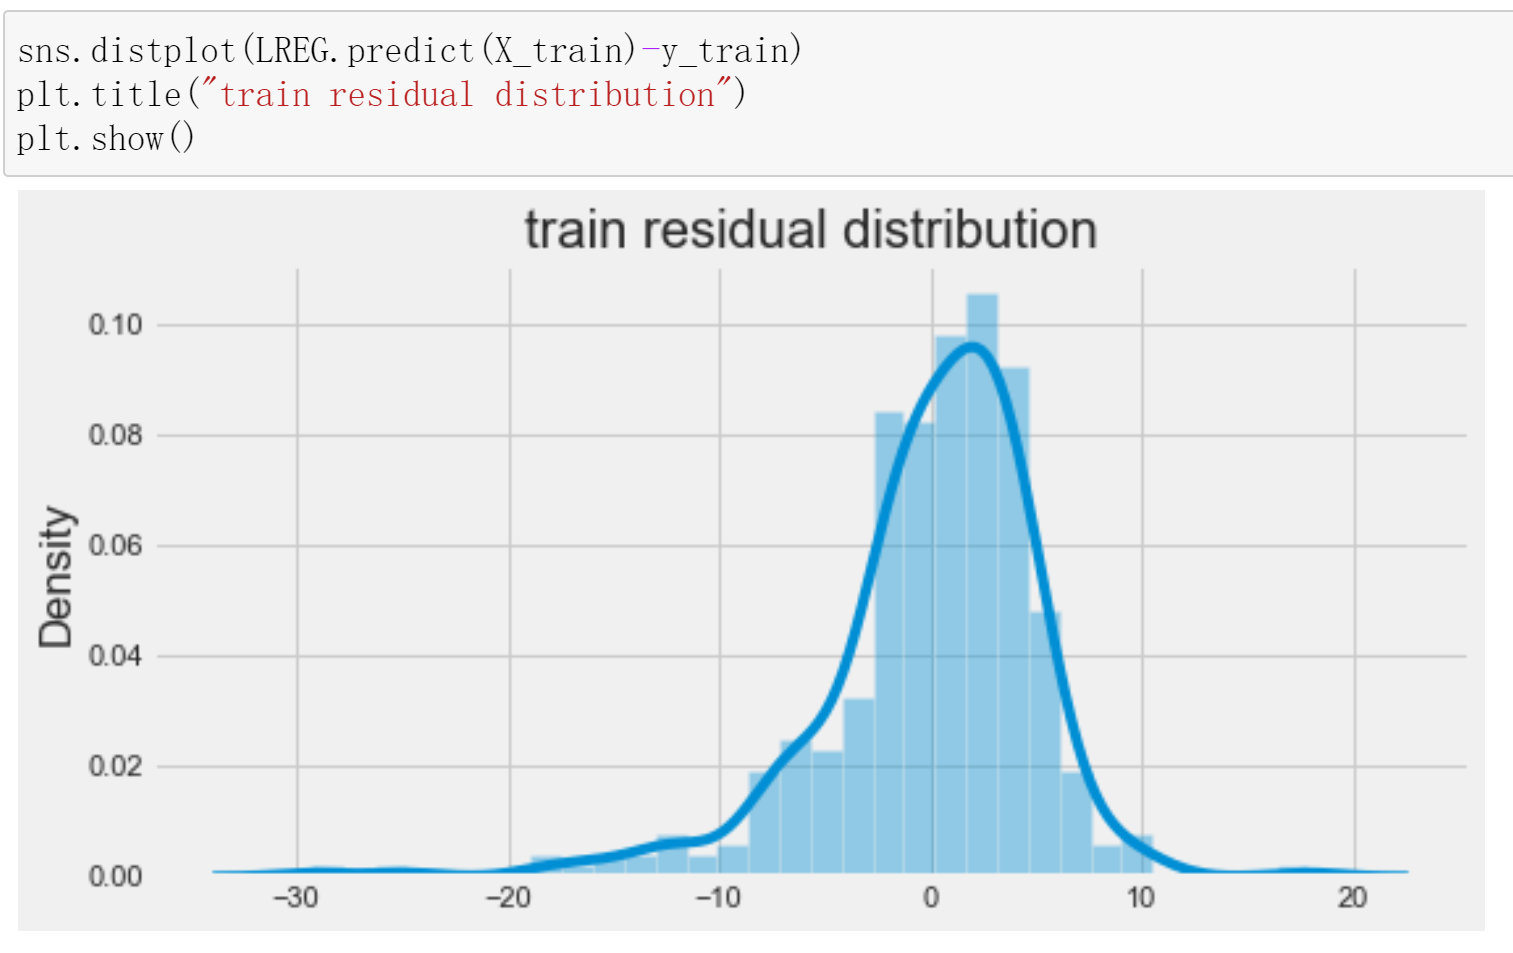 sns.distplot(LREG.predict(X_train)-y_train)
plt.title("train residual distribution")
plt.show()
train residual distribution
0.10
0.08
0.06
0.04
0.02
0.00
Density
−30 −20 −10 0 10 20